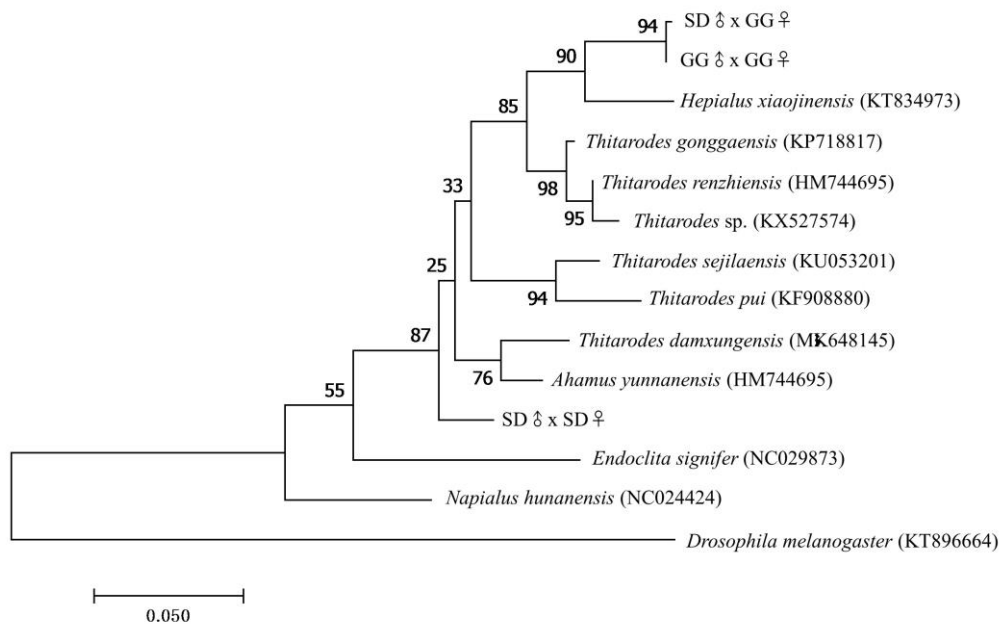 94
SD ♂ x GG ♀
GG ♂ x GG ♀
90
Hepialus xiaojinensis (KT834973)
85
Thitarodes gonggaensis (KP718817)
98
Thitarodes renzhiensis (HM744695)
33
95
Thitarodes sp. (KX527574)
25
Thitarodes sejilaensis (KU053201)
94
Thitarodes pui (KF908880)
87
Thitarodes damxungensis (MK648145)
76
Ahamus yunnanensis (HM744695)
55
SD ♂ x SD ♀
Endoclita signifer (NC029873)
Napialus hunanensis (NC024424)
Drosophila melanogaster (KT896664)
0.050